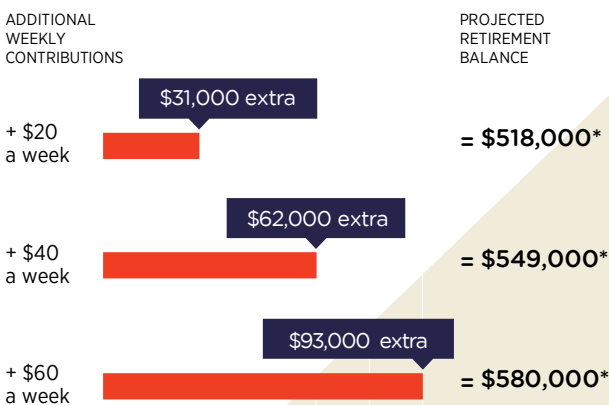 ADDITIONAL
WEEKLY
CONTRIBUTIONS
PROJECTED
RETIREMENT
BALANCE
$31,000 extra
+ $20
a week
= $518,000*
$62,000 extra
+ $40
a week
= $549,000*
$93,000 extra
+ $60
a week
= $580,000*